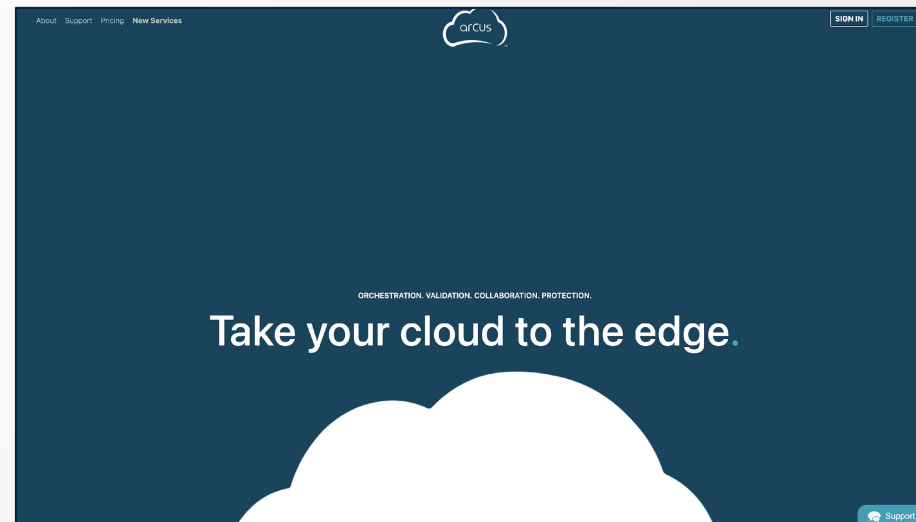 About Support Pricing New Services
arcus
SIGN IN REGISTER
ORCHESTRATION. VALIDATION. COLLABORATION. PROTECTION.
Take your cloud to the edge.
Support